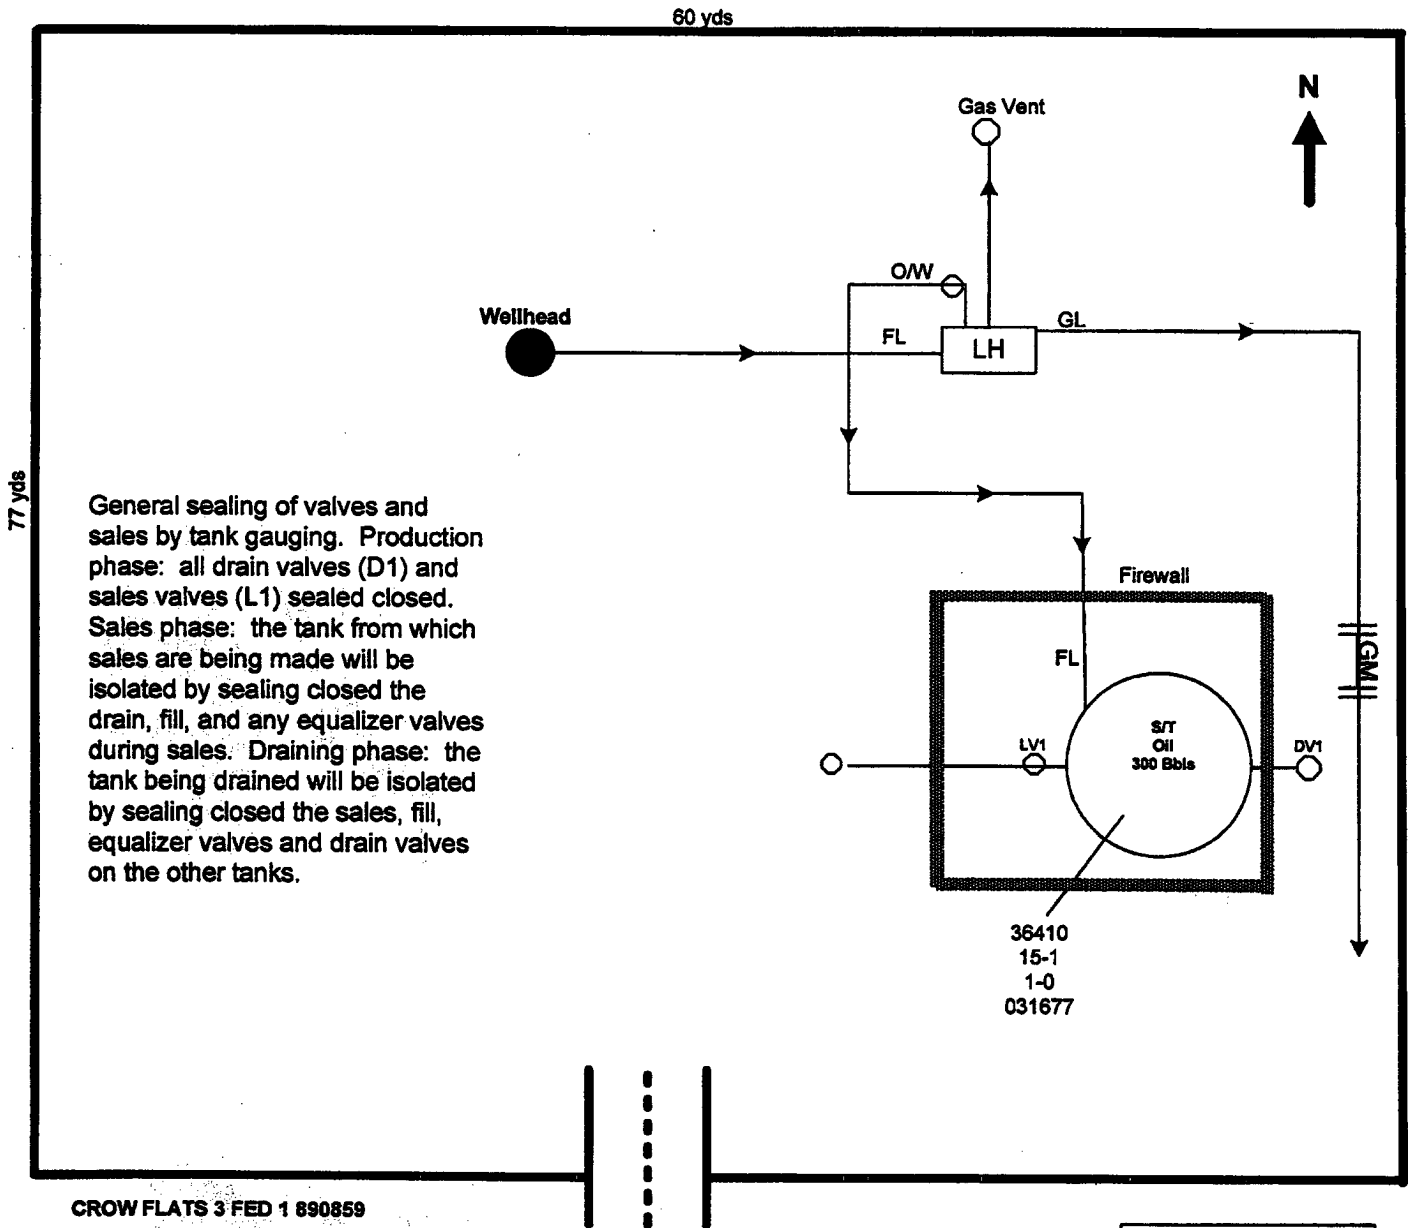 60 yds
N
Gas Vent
O/W
Wellhead
FL
LH
GL
77 yds
General sealing of valves and
sales by tank gauging. Production
phase: all drain valves (D1) and
sales valves (L1) sealed closed.
Sales phase: the tank from which
sales are being made will be
isolated by sealing closed the
drain, fill, and any equalizer valves
during sales. Draining phase: the
tank being drained will be isolated
by sealing closed the sales, fill,
equalizer valves and drain valves
on the other tanks.
Firewall
FL
GM
S/T
Oil
300 Bbls
LV1
DV1
36410
15-1
1-0
031677
CROW FLATS 3 FED 1 890859